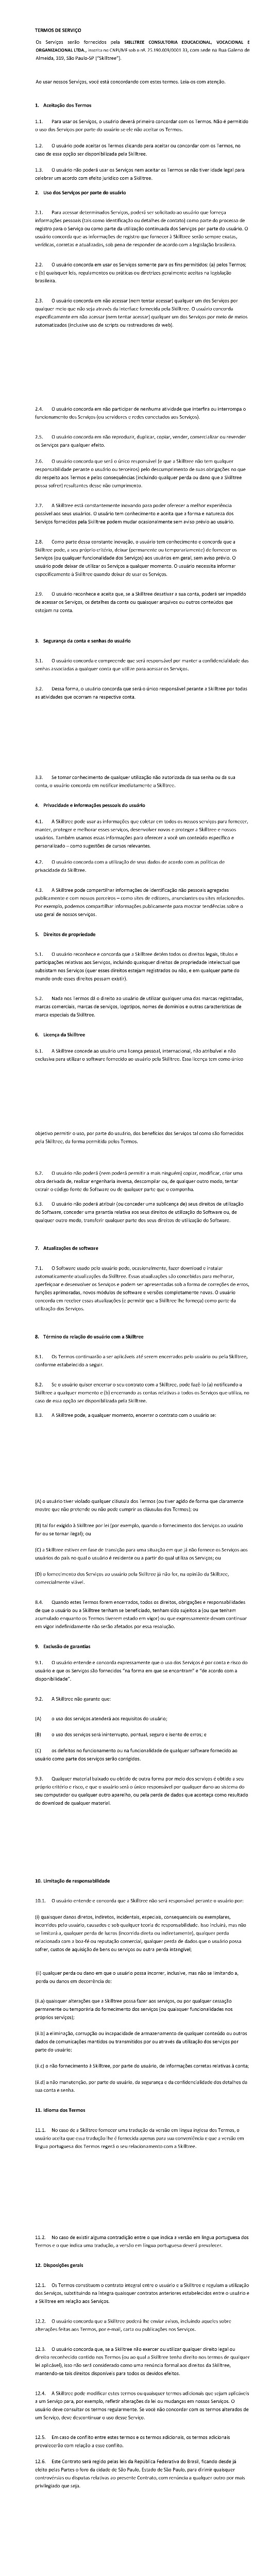 TERMOS DE SERVIÇO
Os Serviços serão fornecidos pela SKILLTREE CONSULTORIA EDUCACIONAL, VOCACIONAL E
ORGANIZACIONAL LTDA., inscrita no CNPJ/MF sob o nº. com sede na Rua Galeno de
Almeida, São Paulo-SP ("Skilltree").
Ao usar nossos Serviços, você está concordando com estes termos. Leia-os com atenção.
1. Aceitação dos Termos
1.1. Para usar os Serviços, o usuário deverá primeiro concordar com os Termos. Não é permitido
o uso dos Serviços por parte do usuário se ele não aceitar os Termos.
1.2. O usuário pode aceitar os Termos clicando para aceitar ou concordar com os Termos, no
caso de essa opção ser disponibilizada pela Skilltree.
1.3. O usuário não poderá usar os Serviços nem aceitar os Termos se não tiver idade legal para
celebrar um acordo com efeito jurídico com a Skilltree.
2. Uso dos Serviços por parte do usuário
2.1. Para acessar determinados Serviços, poderá ser solicitado ao usuário que forneça
informações pessoais (tais como identificação ou detalhes de contato) como parte do processo de
registro para o Serviço ou como parte da utilização continuada dos Serviços por parte do usuário. O
usuário concorda que as informações de registro que fornecer à Skilltree serão sempre exatas,
verídicas, corretas e atualizadas, sob pena de responder de acordo com a legislação brasileira.
2.2. O usuário concorda em usar os Serviços somente para os fins permitidos: (a) pelos Termos;
e (b) quaisquer leis, regulamentos ou práticas ou diretrizes geralmente aceitas na legislação
brasileira.
2.3. O usuário concorda em não acessar (nem tentar acessar) qualquer um dos Serviços por
qualquer meio que não seja através da interface fornecida pela Skilltree. O usuário concorda
especificamente em não acessar (nem tentar acessar) qualquer um dos Serviços por meio de meios
automatizados (inclusive uso de scripts ou rastreadores da web).
2.4. O usuário concorda em não participar de nenhuma atividade que interfira ou interrompa o
funcionamento dos Serviços (ou servidores e redes conectados aos Serviços).
2.5. O usuário concorda em não reproduzir, duplicar, copiar, vender, comercializar ou revender
os Serviços para qualquer efeito.
2.6. O usuário concorda que será o único responsável (e que a Skilltree não tem qualquer
responsabilidade perante o usuário ou terceiros) pelo descumprimento de suas obrigações no que
diz respeito aos Termos e pelas consequências (incluindo qualquer perda ou dano que a Skilltree
possa sofrer) resultantes desse não cumprimento.
2.7. A Skilltree está constantemente inovando para poder oferecer a melhor experiência
possível aos seus usuários. O usuário tem conhecimento e aceita que a forma e natureza dos
Serviços fornecidos pela Skilltree podem mudar ocasionalmente sem aviso prévio ao usuário.
2.8. Como parte dessa constante inovação, o usuário tem conhecimento e concorda que a
Skilltree pode, a seu próprio critério, deixar (permanente ou temporariamente) de fornecer os
Serviços (ou qualquer funcionalidade dos Serviços) aos usuários em geral, sem aviso prévio. O
usuário pode deixar de utilizar os Serviços a qualquer momento. O usuário necessita informar
especificamente à Skilltree quando deixar de usar os Serviços.
2.9. O usuário reconhece e aceita que, se a Skilltree desativar a sua conta, poderá ser impedido
de acessar os Serviços, os detalhes da conta ou quaisquer arquivos ou outros conteúdos que
estejam na conta.
3. Segurança da conta e senhas do usuário
3.1. O usuário concorda e compreende que será responsável por manter a confidencialidade das
senhas associadas a qualquer conta que utilize para acessar os Serviços.
3.2. Dessa forma, o usuário concorda que será o único responsável perante a Skilltree por todas
as atividades que ocorram na respectiva conta.
3.3. Se tomar conhecimento de qualquer utilização não autorizada da sua senha ou da sua
conta, o usuário concorda em notificar imediatamente a Skilltree.
4. Privacidade e informações pessoais do usuário
4.1. A Skilltree pode usar as informações que coletar em todos os nossos serviços para fornecer,
manter, proteger e melhorar esses serviços, desenvolver novos e proteger a Skilltree e nossos
usuários. Também usamos essas informações para oferecer a você um conteúdo específico e
personalizado – como sugestões de cursos relevantes.
4.2. O usuário concorda com a utilização de seus dados de acordo com as políticas de
privacidade da Skilltree.
4.3. A Skilltree pode compartilhar informações de identificação não pessoais agregadas
publicamente e com nossos parceiros – como sites de editores, anunciantes ou sites relacionados.
Por exemplo, podemos compartilhar informações publicamente para mostrar tendências sobre o
uso geral de nossos serviços.
5. Direitos de propriedade
5.1. O usuário reconhece e concorda que a Skilltree detém todos os direitos legais, títulos e
participações relativas aos Serviços, incluindo quaisquer direitos de propriedade intelectual que
subsistam nos Serviços (quer esses direitos estejam registrados ou não, e em qualquer parte do
mundo onde esses direitos possam existir).
5.2. Nada nos Termos dá o direito ao usuário de utilizar qualquer uma das marcas registradas,
marcas comerciais, marcas de serviços, logotipos, nomes de domínios e outras características de
marca especiais da Skilltree.
6. Licença da Skilltree
6.1. A Skilltree concede ao usuário uma licença pessoal, internacional, não atribuível e não
exclusiva para utilizar o software fornecido ao usuário pela Skilltree. Essa licença tem como único
objetivo permitir o uso, por parte do usuário, dos benefícios dos Serviços tal como são fornecidos
pela Skilltree, da forma permitida pelos Termos.
6.2. O usuário não poderá (nem poderá permitir a mais ninguém) copiar, modificar, criar uma
obra derivada de, realizar engenharia inversa, descompilar ou, de qualquer outro modo, tentar
extrair o código fonte do Software ou de qualquer parte que o componha.
6.3. O usuário não poderá atribuir (ou conceder uma sublicença de) seus direitos de utilização
do Software, conceder uma garantia relativa aos direitos de utilização do Software ou, de
qualquer outro modo, transferir qualquer parte dos seus direitos de utilização do Software.
7. Atualizações de software
7.1. O Software usado pelo usuário pode, ocasionalmente, fazer download e instalar
automaticamente atualizações da Skilltree. Essas atualizações são concebidas para melhorar,
aperfeiçoar e desenvolver os Serviços e podem ser apresentadas sob a forma de correções de erros,
funções aprimoradas, novos módulos de software e versões completamente novas. O usuário
concorda em receber essas atualizações (e permitir que a Skilltree lhe forneça) como parte da
utilização dos Serviços.
8. Término da relação do usuário com a Skilltree
8.1. Os Termos continuarão a ser aplicáveis até serem encerrados pelo usuário ou pela Skilltree,
conforme estabelecido a seguir.
8.2. Se o usuário quiser encerrar o seu contrato com a Skilltree, pode fazê-lo (a) notificando a
Skilltree a qualquer momento e (b) encerrando as contas relativas a todos os Serviços que utiliza, no
caso de essa opção ser disponibilizada pela Skilltree.
8.3. A Skilltree pode, a qualquer momento, encerrar o contrato com o usuário se:
(A) o usuário tiver violado qualquer cláusula dos Termos (ou tiver agido de forma que claramente
mostre que não pretende ou não pode cumprir as cláusulas dos Termos); ou
(B) tal for exigido à Skilltree por lei (por exemplo, quando o fornecimento dos Serviços ao usuário
for ou se tornar ilegal); ou
(C) a Skilltree estiver em fase de transição para uma situação em que já não fornece os Serviços aos
usuários do país no qual o usuário é residente ou a partir do qual utiliza os Serviços; ou
(D) o fornecimento dos Serviços ao usuário pela Skilltree já não for, na opinião da Skilltree,
comercialmente viável.
8.4. Quando estes Termos forem encerrados, todos os direitos, obrigações e responsabilidades
de que o usuário ou a Skilltree tenham se beneficiado, tenham sido sujeitos a (ou que tenham
acumulado enquanto os Termos tiverem estado em vigor) ou que expressamente devam continuar
em vigor indefinidamente não serão afetados por essa resolução.
9. Exclusão de garantias
9.1. O usuário entende e concorda expressamente que o uso dos Serviços é por conta e risco do
usuário e que os Serviços são fornecidos "na forma em que se encontram" e "de acordo com a
disponibilidade".
9.2. A Skilltree não garante que:
(A) o uso dos serviços atenderá aos requisitos do usuário;
(B) o uso dos serviços será ininterrupto, pontual, seguro e isento de erros; e
(C) os defeitos no funcionamento ou na funcionalidade de qualquer software fornecido ao
usuário como parte dos serviços serão corrigidos.
9.3. Qualquer material baixado ou obtido de outra forma por meio dos serviços é obtido a seu
próprio critério e risco, e que o usuário será o único responsável por qualquer dano ao sistema do
seu computador ou qualquer outro aparelho, ou pela perda de dados que aconteça como resultado
do download de qualquer material.
10. Limitação de responsabilidade
10.1. O usuário entende e concorda que a Skilltree não será responsável perante o usuário por:
(i) quaisquer danos diretos, indiretos, incidentais, especiais, consequenciais ou exemplares,
incorridos pelo usuário, causados e sob qualquer teoria de responsabilidade. Isso incluirá, mas não
se limitará a, qualquer perda de lucros (incorrida direta ou indiretamente), qualquer perda
relacionada com a boa-fé ou reputação comercial, qualquer perda de dados que o usuário possa
sofrer, custos de aquisição de bens ou serviços ou outra perda intangível;
(ii) qualquer perda ou dano em que o usuário possa incorrer, inclusive, mas não se limitando a,
perda ou danos em decorrência de:
(ii.a) quaisquer alterações que a Skilltree possa fazer aos serviços, ou por qualquer cessação
permanente ou temporária do fornecimento dos serviços (ou quaisquer funcionalidades nos
próprios serviços);
(ii.b) a eliminação, corrupção ou incapacidade de armazenamento de qualquer conteúdo ou outros
dados de comunicações mantidos ou transmitidos por ou através da utilização dos serviços por
parte do usuário;
(ii.c) o não fornecimento à Skilltree, por parte do usuário, de informações corretas relativas à conta;
(ii.d) a não manutenção, por parte do usuário, da segurança e da confidencialidade dos detalhes da
sua conta e senha.
11. Idioma dos Termos
11.1. No caso de a Skilltree fornecer uma tradução da versão em língua inglesa dos Termos, o
usuário aceita que essa tradução lhe é fornecida apenas para sua conveniência e que a versão em
língua portuguesa dos Termos regerá o seu relacionamento com a Skilltree.
11.2. No caso de existir alguma contradição entre o que indica a versão em língua portuguesa dos
Termos e o que indica uma tradução, a versão em língua portuguesa deverá prevalecer.
12. Disposições gerais
12.1. Os Termos constituem o contrato integral entre o usuário e a Skilltree e regulam a utilização
dos Serviços, substituindo na íntegra quaisquer contratos anteriores estabelecidos entre o usuário e
a Skilltree em relação aos Serviços.
12.2. O usuário concorda que a Skilltree poderá lhe enviar avisos, incluindo aqueles sobre
alterações feitas aos Termos, por e-mail, carta ou publicações nos Serviços.
12.3. O usuário concorda que, se a Skilltree não exercer ou utilizar qualquer direito legal ou
direito reconhecido contido nos Termos (ou ao qual a Skilltree tenha direito nos termos de qualquer
lei aplicável), isso não será considerado como uma renúncia formal aos direitos da Skilltree,
mantendo-se tais direitos disponíveis para todos os devidos efeitos.
12.4. A Skilltree pode modificar estes termos ou quaisquer termos adicionais que sejam aplicáveis
a um Serviço para, por exemplo, refletir alterações da lei ou mudanças em nossos Serviços. O
usuário deve consultar os termos regularmente. Se você não concordar com os termos alterados de
um Serviço, deve descontinuar o uso desse Serviço.
12.5. Em caso de conflito entre estes termos e os termos adicionais, os termos adicionais
prevalecerão com relação a esse conflito.
12.6. Este Contrato será regido pelas leis da República Federativa do Brasil, ficando desde já
eleito pelas Partes o foro da cidade de São Paulo, Estado de São Paulo, para dirimir quaisquer
controvérsias ou disputas relativas ao presente Contrato, com renúncia a qualquer outro por mais
privilegiado que seja.